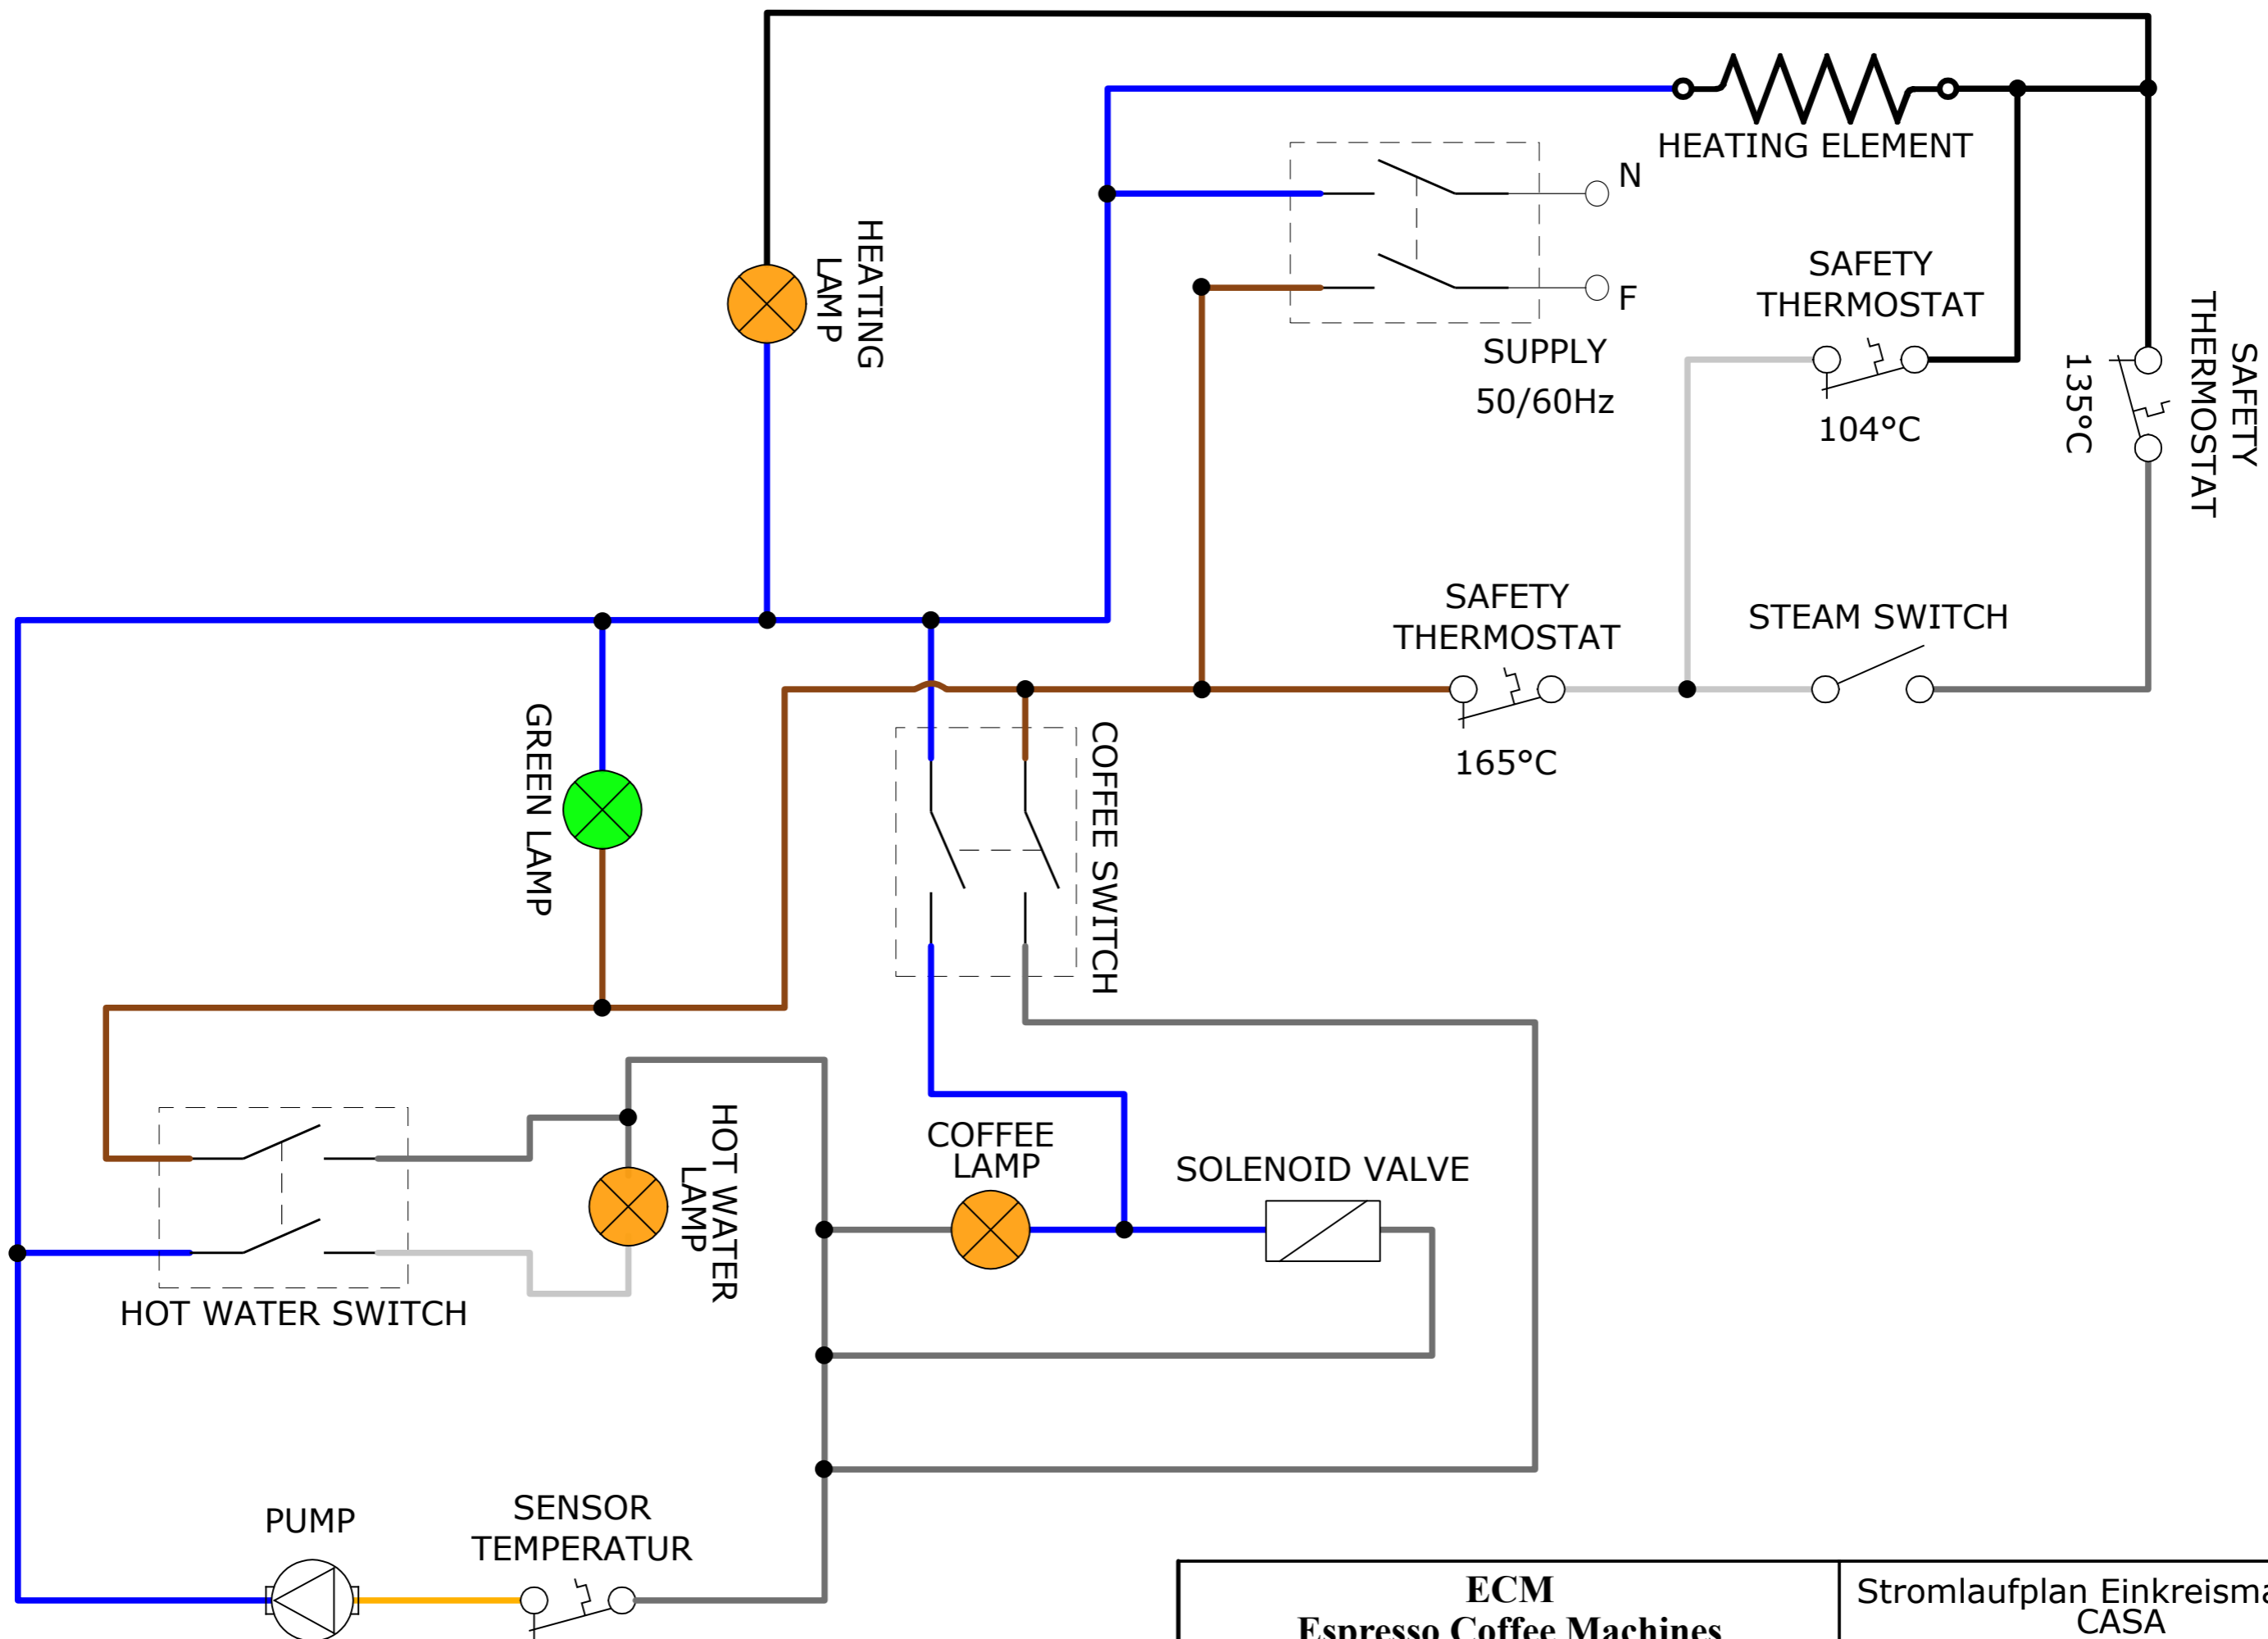 HEATING ELEMENT
N
F
SUPPLY
50/60Hz
HEATING
LAMP
SAFETY
THERMOSTAT
104°C
SAFETY
THERMOSTAT
135°C
SAFETY
THERMOSTAT
165°C
STEAM SWITCH
GREEN LAMP
COFFEE SWITCH
HOT WATER
LAMP
COFFEE
LAMP
SOLENOID VALVE
HOT WATER SWITCH
PUMP
SENSOR
TEMPERATUR
ECM
Espresso Coffee Machines
Stromlaufplan Einkreisma
CASA